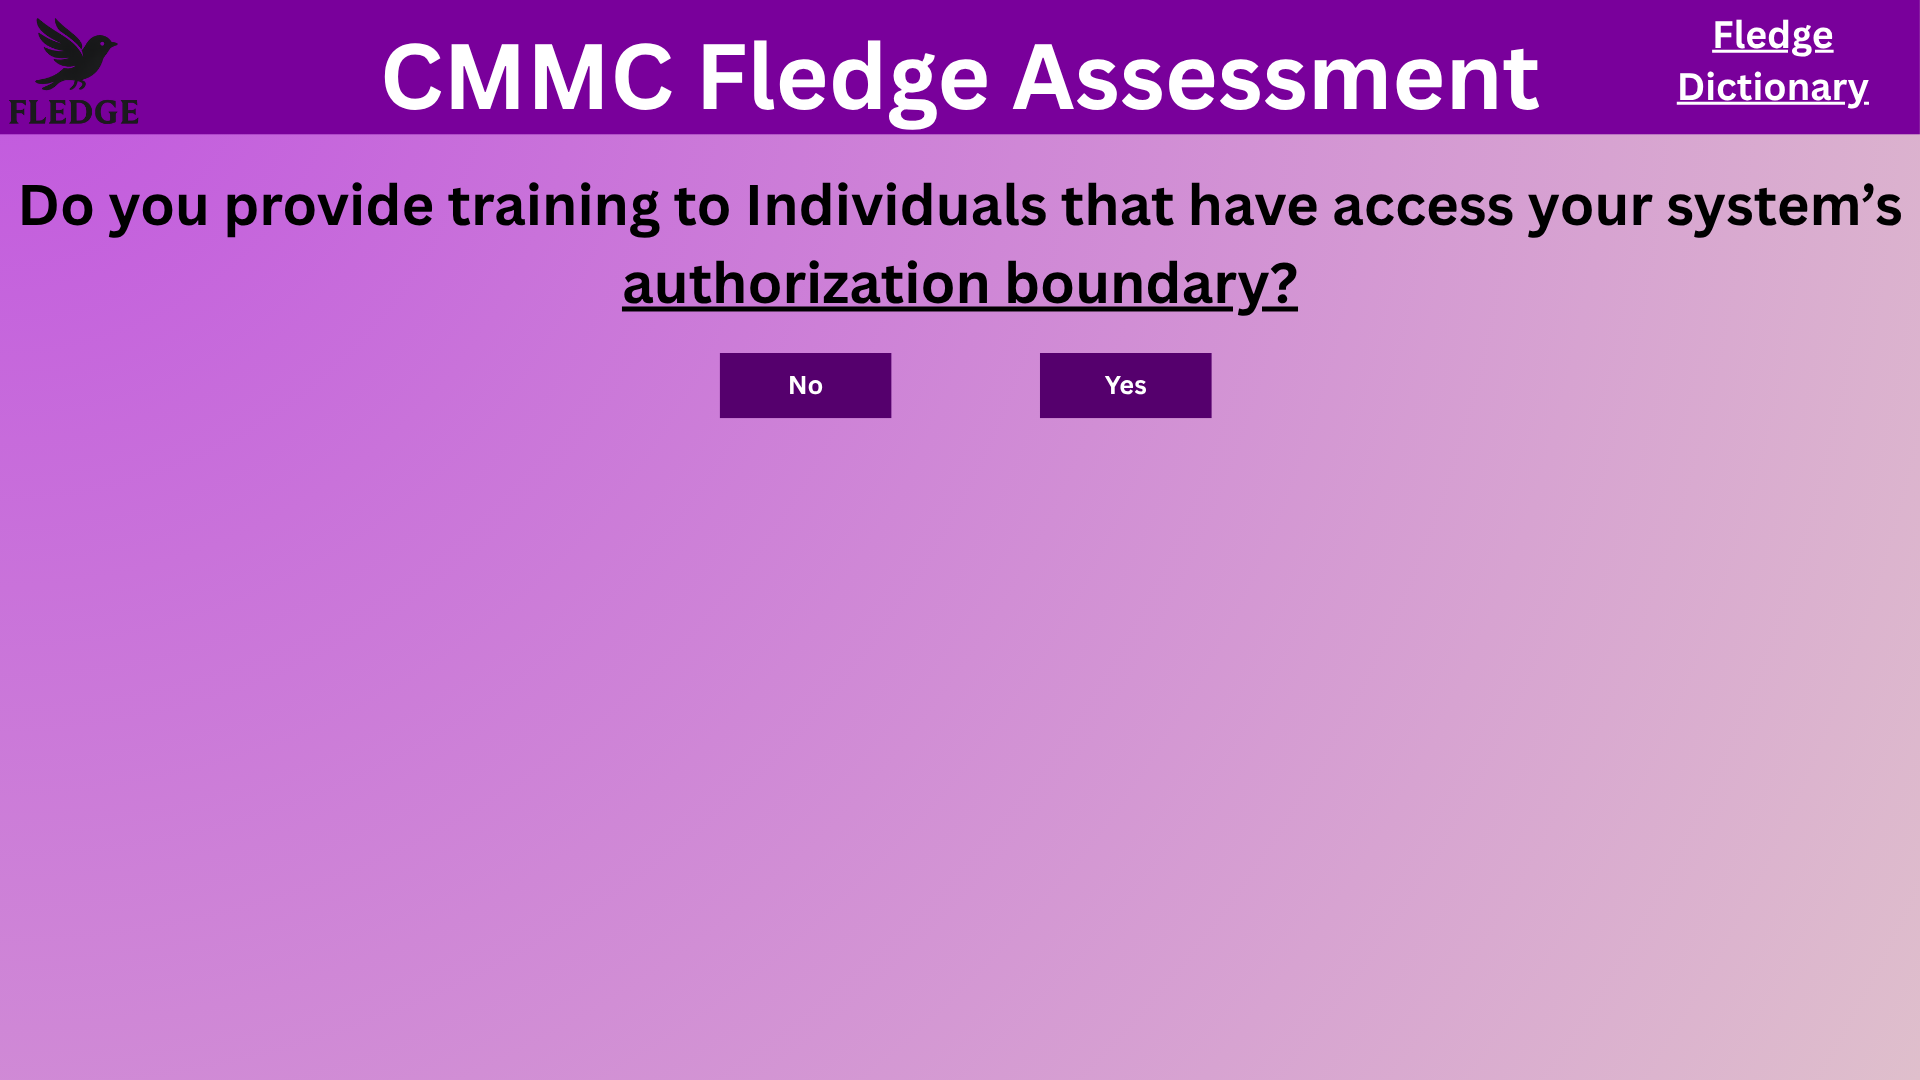 FLEDGE
CMMC Fledge Assessment
Fledge
Dictionary
Do you provide training to Individuals that have access your system’s
authorization boundary?
No
Yes